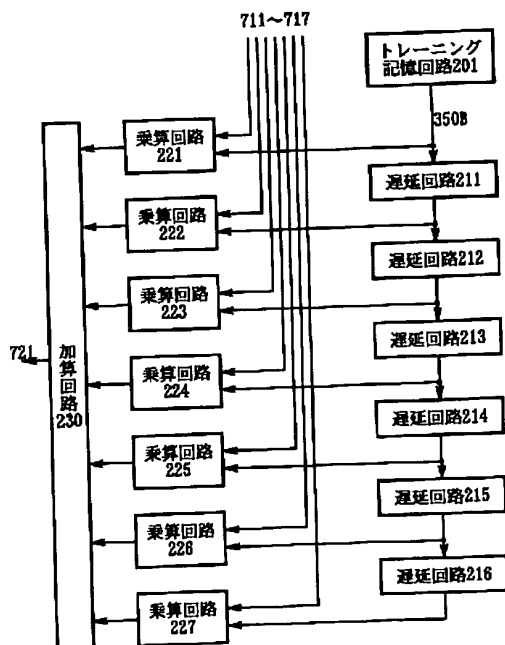 711～717
トレーニング
記憶回路201
350B
乗算回路
221
遅延回路211
乗算回路
222
遅延回路212
乗算回路
223
遅延回路213
721
加算回路
230
乗算回路
224
遅延回路214
乗算回路
225
遅延回路215
乗算回路
226
遅延回路216
乗算回路
227